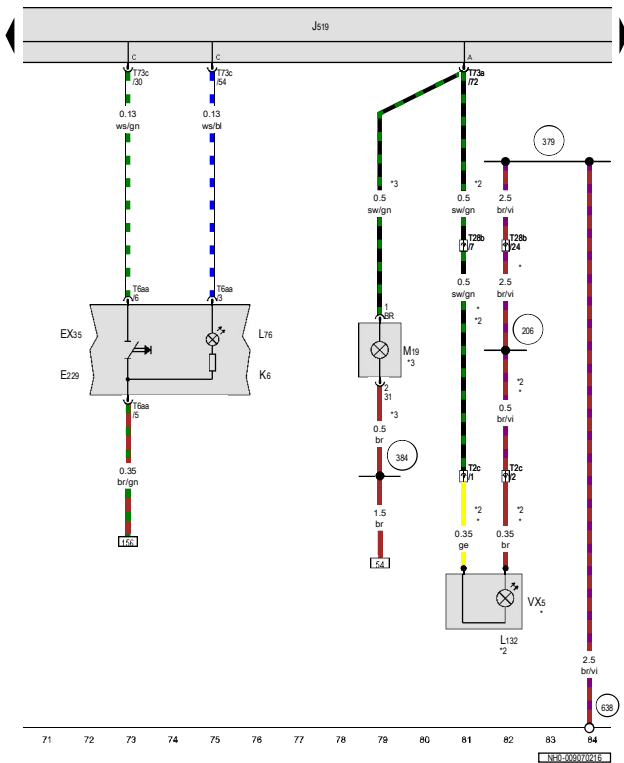 J519
C
C
A
T73c
/30
T73c
/54
T73a
/72
0.13
ws/gn
0.13
ws/bl
379
*3
*2
0.5
sw/gn
0.5
sw/gn
2.5
br/vi
T28b
/7
T28b
/24
*
0.5
sw/gn
2.5
br/vi
T6aa
/6
T6aa
/3
1
BR
*
*2
206
EX35
L76
E229
K6
M19
*3
2
31
*2
*
T6aa
/5
*3
0.5
br
0.5
br/vi
384
0.35
br/gn
T2c
/1
T2c
/2
1.5
br
*2
*
*2
*
156
54
0.35
ge
0.35
br
VX5
*
L132
*2
2.5
br/vi
638
71 72 73 74 75 76 77 78 79 80 81 82 83 84
NH0-009070216